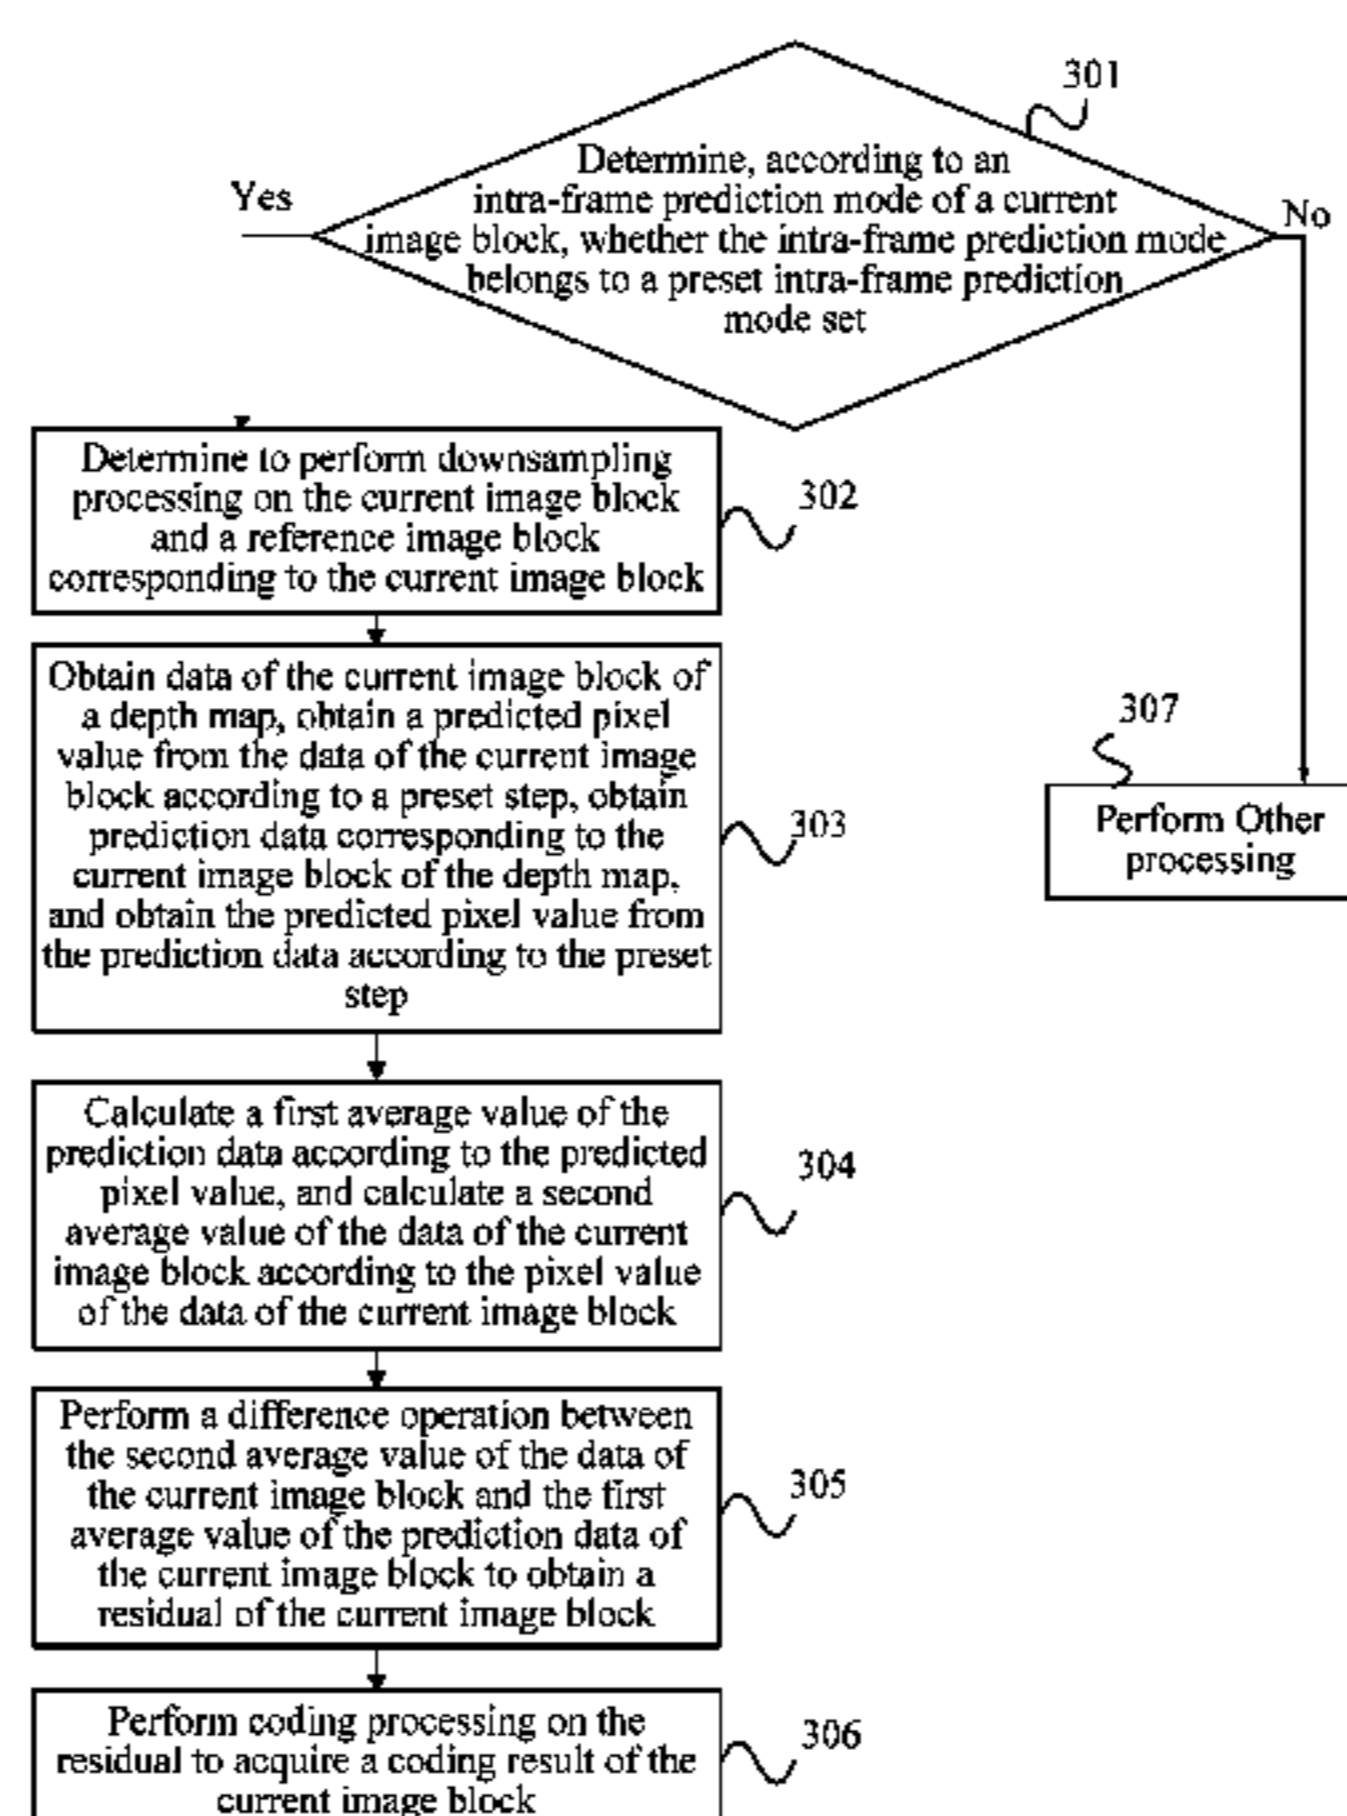 301
Determine, according to an
intra-frame prediction mode of a current
image block, whether the intra-frame prediction mode
belongs to a preset intra-frame prediction
mode set
Yes
No
Determine to perform downsampling
processing on the current image block
and a reference image block
corresponding to the current image block
302
Obtain data of the current image block of
a depth map, obtain a predicted pixel
value from the data of the current image
block according to a preset step, obtain
prediction data corresponding to the
current image block of the depth map,
and obtain the predicted pixel value from
the prediction data according to the preset
step
303
307
Perform Other
processing
Calculate a first average value of the
prediction data according to the predicted
pixel value, and calculate a second
average value of the data of the current
image block according to the pixel value
of the data of the current image block
304
Perform a difference operation between
the second average value of the data of
the current image block and the first
average value of the prediction data of
the current image block to obtain a
residual of the current image block
305
Perform coding processing on the
residual to acquire a coding result of the
current image block
306